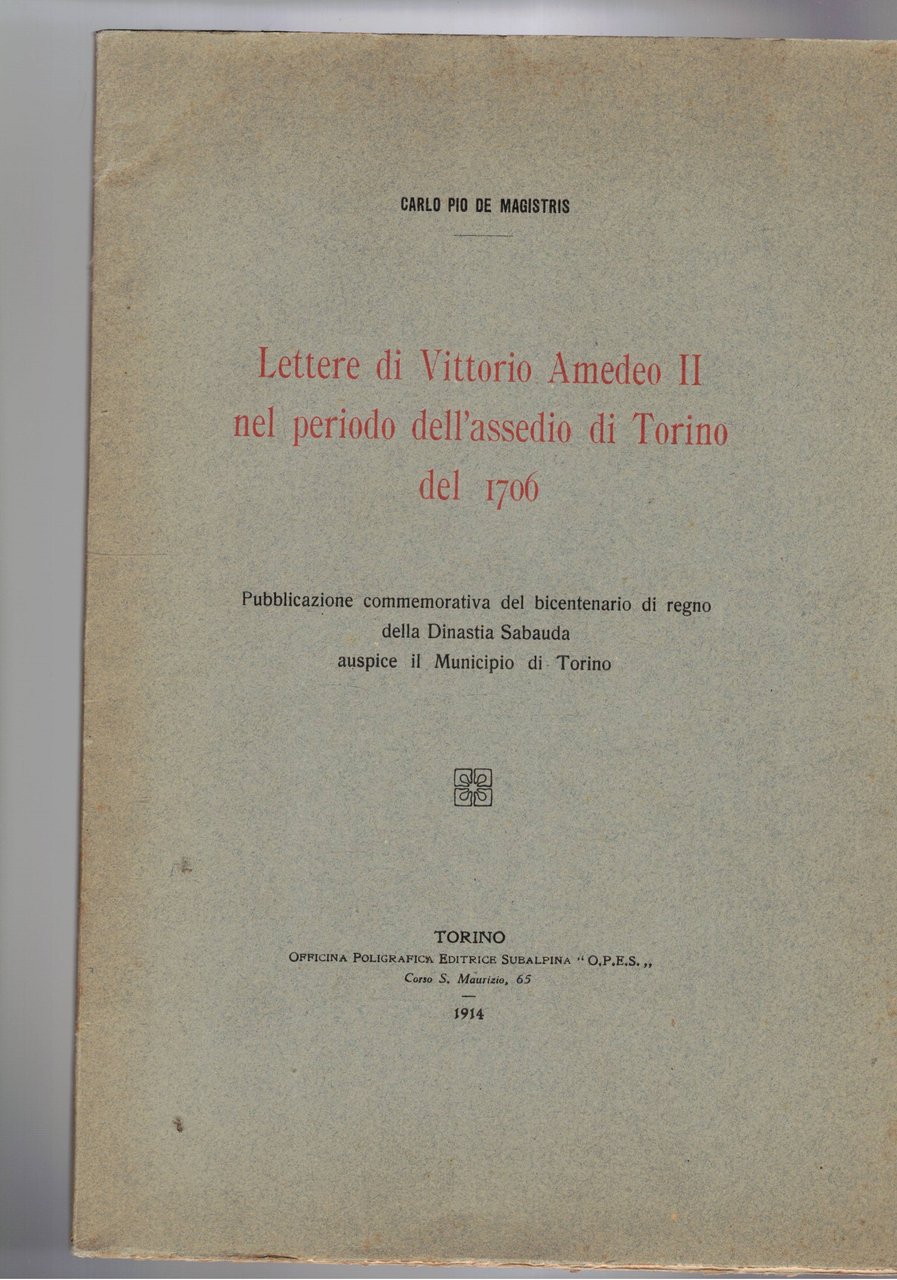 CARLO PIO DE MAGISTRIS
Lettere di Vittorio Amedeo II
nel periodo dell'assedio di Torino
del 1706
Pubblicazione commemorativa del bicentenario di regno
della Dinastia Sabauda
auspice il Municipio di Torino
TORINO
OFFICINA POLIGRAFICA EDITRICE SUBALPINA “ O.P.E.S. „
Corso S. Maurizio, 65
1914